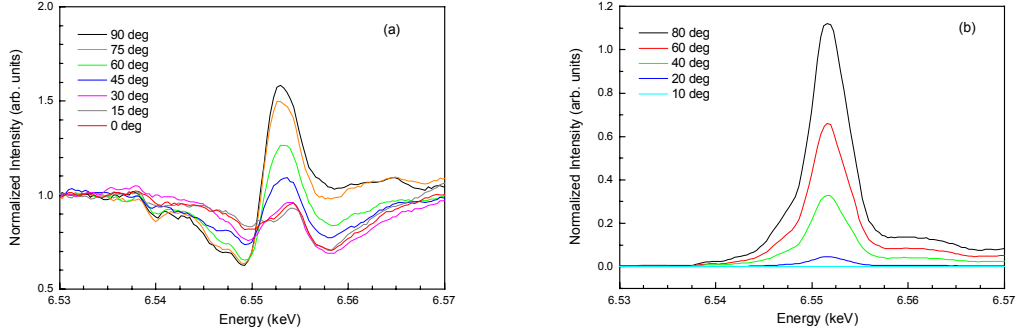 (a)
Normalized Intensity (arb. units)
2.0
1.5
1.0
0.5
90 deg
75 deg
60 deg
45 deg
30 deg
15 deg
0 deg
6.53 6.54 6.55 6.56 6.57
Energy (keV)
(b)
Normalized Intensity (arb. units)
1.2
1.0
0.8
0.6
0.4
0.2
0.0
80 deg
60 deg
40 deg
20 deg
10 deg
6.53 6.54 6.55 6.56 6.57
Energy (keV)